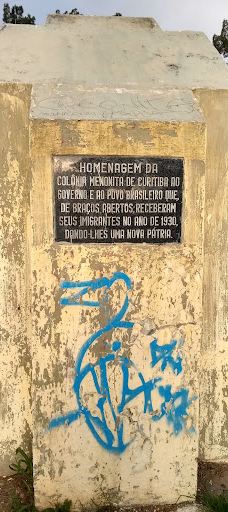 HOMENAGEM DA
COLÔNIA MENONITA DE CURITIBA AO
GOVERNO E AO POVO BRASILEIRO QUE,
DE BRAÇOS ABERTOS, RECEBERAM
SEUS IMIGRANTES NO ANO DE 1930,
DANDO-LHES UMA NOVA PÁTRIA.